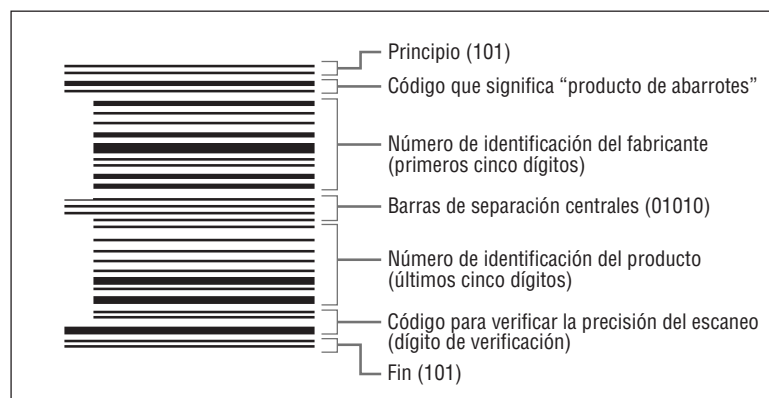 Principio (101)
Código que significa “producto de abarrotes”
Número de identificación del fabricante
(primeros cinco dígitos)
Barras de separación centrales (01010)
Número de identificación del producto
(últimos cinco dígitos)
Código para verificar la precisión del escaneo
(dígito de verificación)
Fin (101)